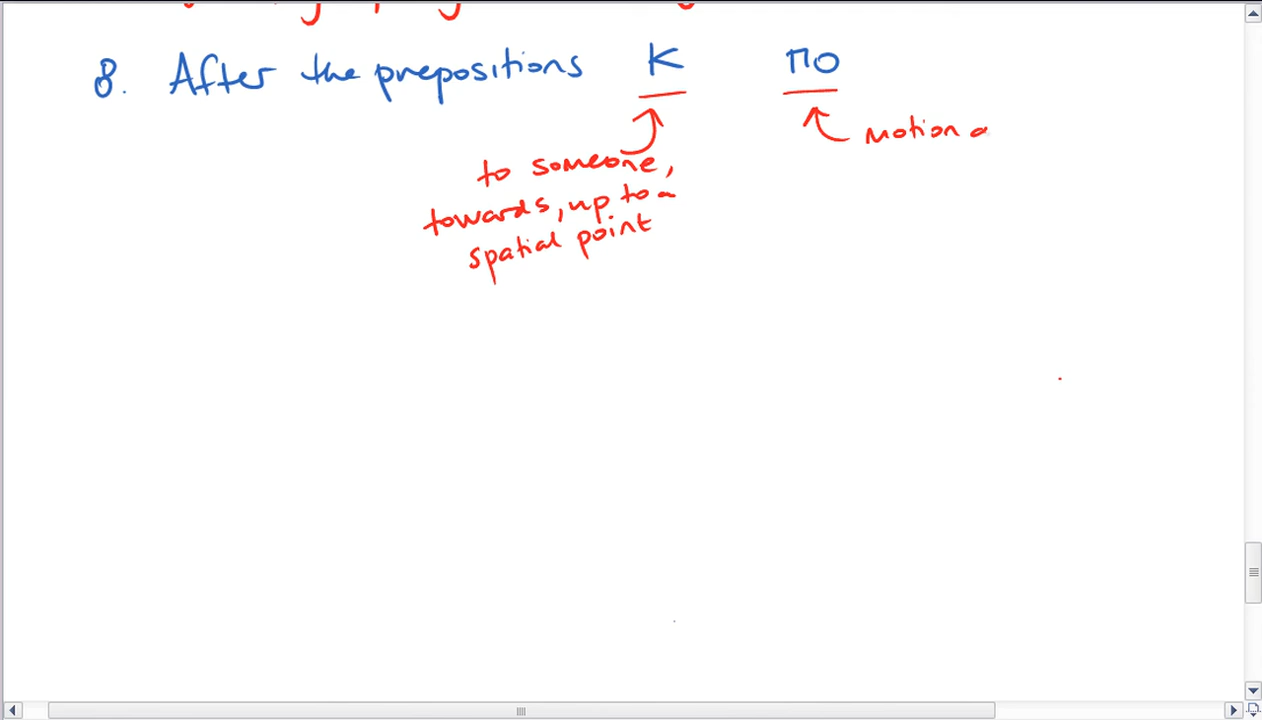 8. After the prepositions к по
to someone,
towards, up to a
spatial point
Motion a